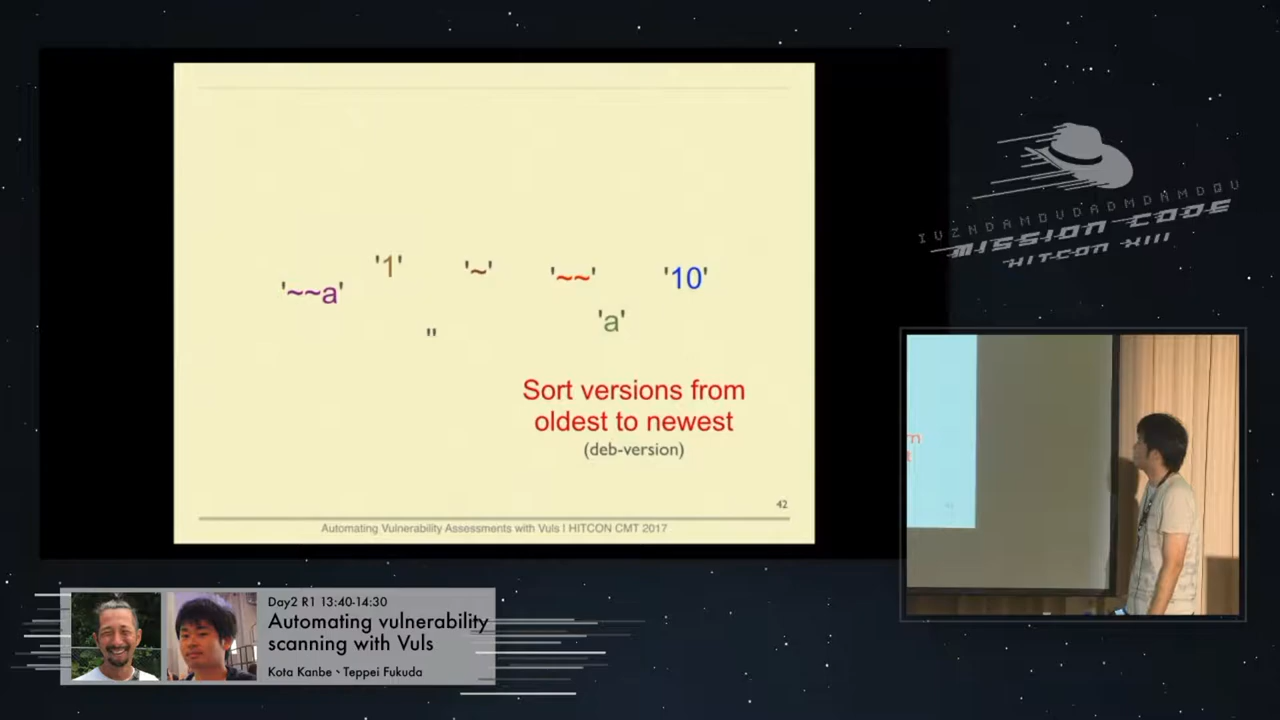 '1'
'~'
'~~'
'10'
'~~a'
''
'a'
Sort versions from
oldest to newest
(deb-version)
42
Automating Vulnerability Assessments with Vuls | HITCON CMT 2017
MISSION CODE
HITCON XIII
Day2 R1 13:40-14:30
Automating vulnerability
scanning with Vuls
Kota Kanbe、Teppei Fukuda